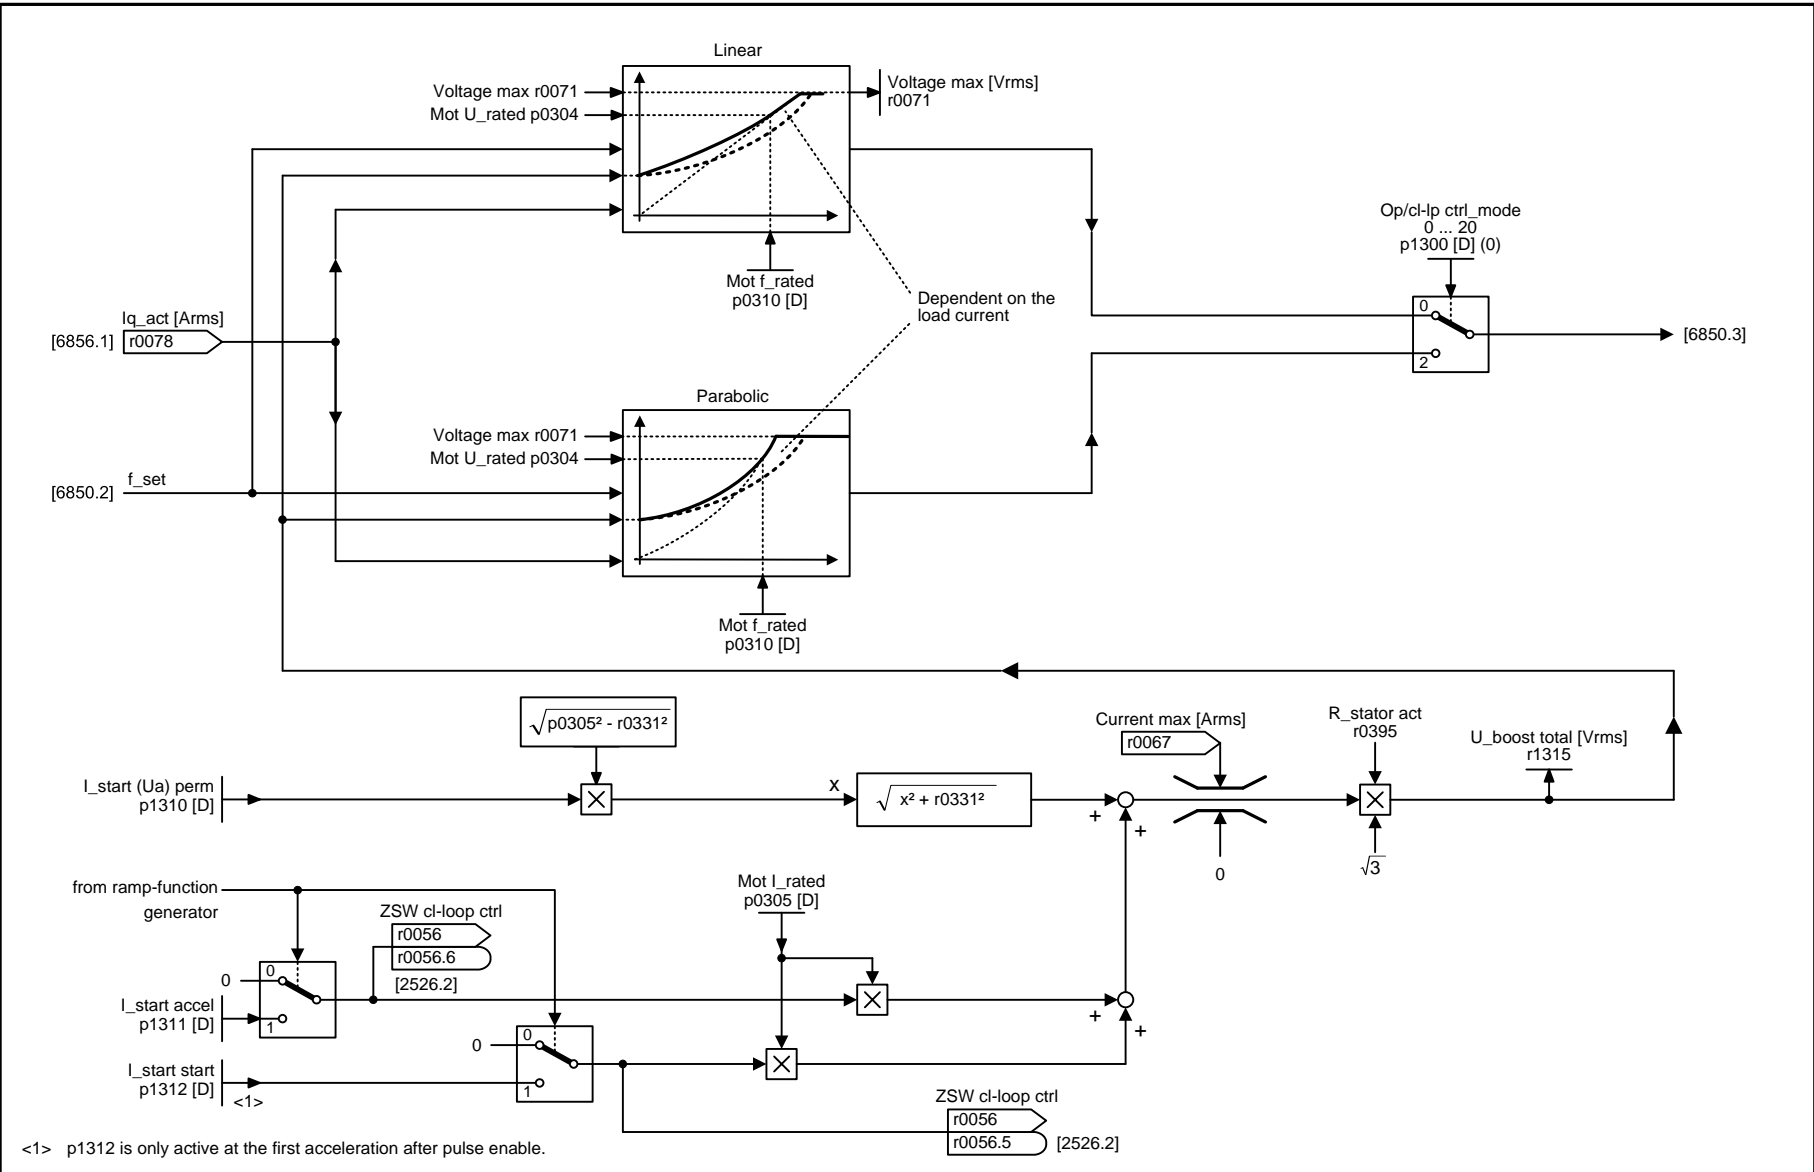 Linear
Voltage max r0071
Mot U_rated p0304
Voltage max [Vrms]
r0071
Mot f_rated
p0310 [D]
Op/cl-lp ctrl_mode
0 ... 20
p1300 [D] (0)
0
2
[6850.3]
Dependent on the
load current
Iq_act [Arms]
[6856.1]
r0078
Parabolic
Voltage max r0071
Mot U_rated p0304
f_set
[6850.2]
Mot f_rated
p0310 [D]
√p0305² - r0331²
I_start (Ua) perm
p1310 [D]
x
√x² + r0331²
+
+
Current max [Arms]
r0067
0
R_stator act
r0395
√3
U_boost total [Vrms]
r1315
from ramp-function
generator
ZSW cl-loop ctrl
r0056
r0056.6
[2526.2]
Mot I_rated
p0305 [D]
0
0
1
I_start accel
p1311 [D]
+
+
0
0
1
I_start start
p1312 [D]
<1>
ZSW cl-loop ctrl
r0056
r0056.5
[2526.2]
<1> p1312 is only active at the first acceleration after pulse enable.